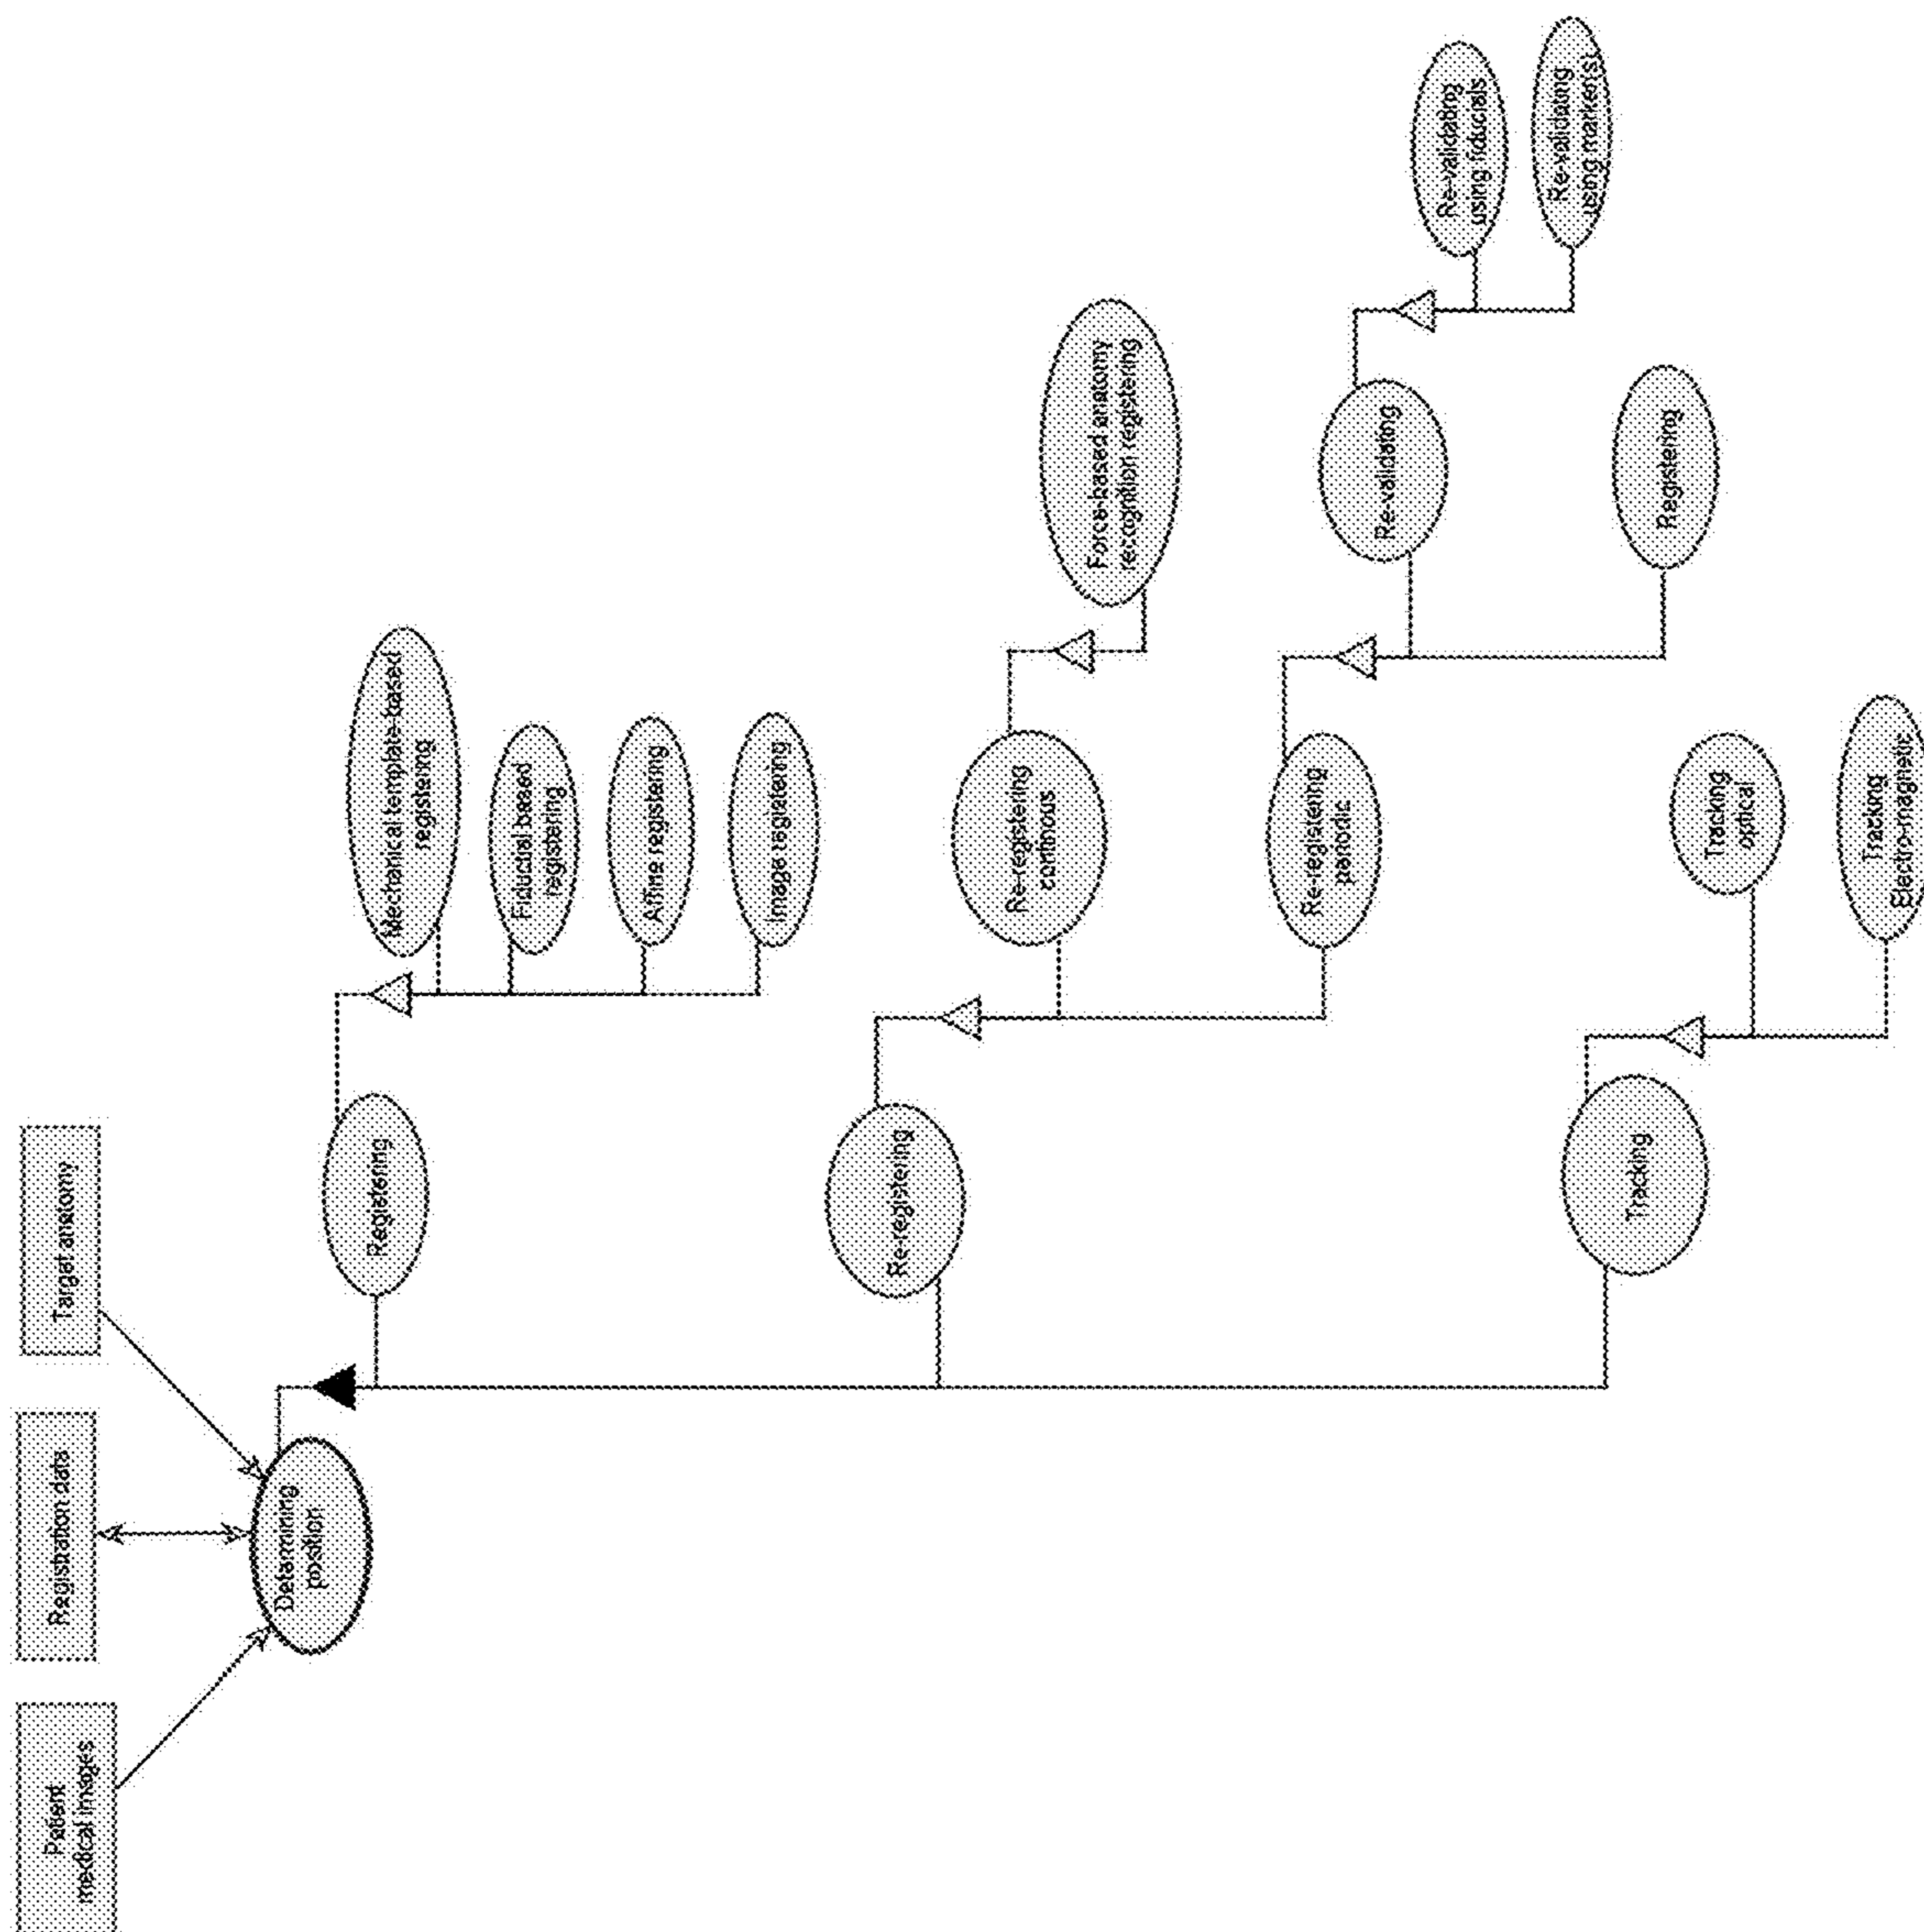 Patient
medical images
Registration data
Target anatomy
Determining
position
Registering
Mechanical template-based
registering
Fiducial based
registering
Affine registering
Image registering
Re-registering
Re-registering
continous
Force-based anatomy
recognition registering
Re-registering
periodic
Re-validating
Re-validating
using fiducials
Re-validating
using marker(s)
Registering
Tracking
Tracking
optical
Tracking
Electro-magnetic